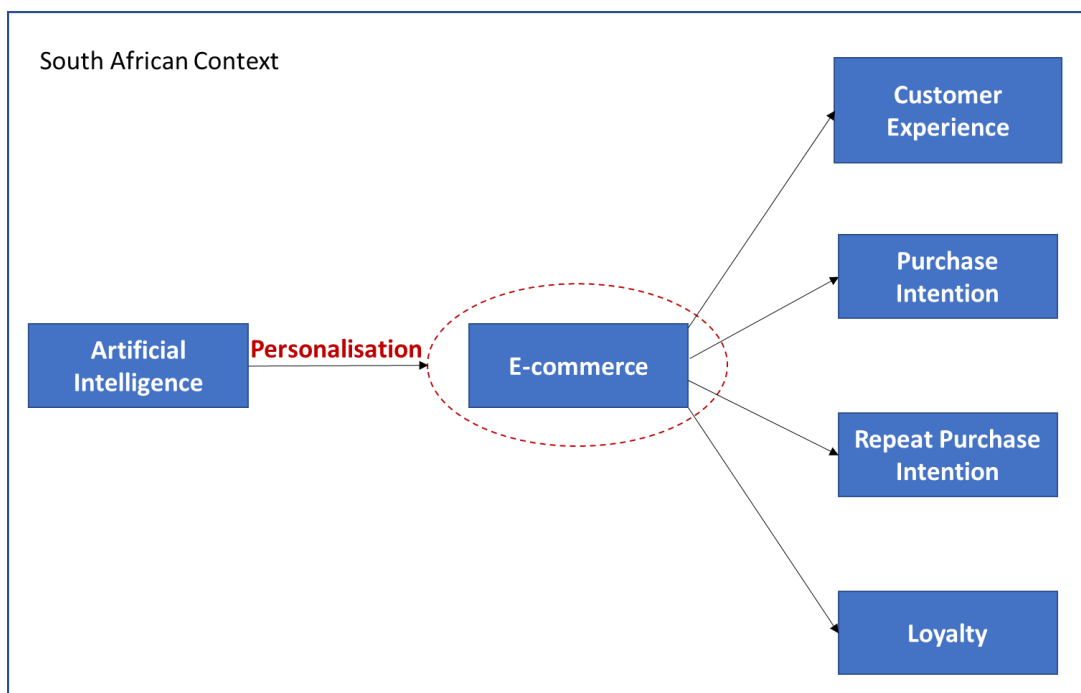 South African Context
Customer
Experience
Purchase
Intention
Artificial
Intelligence
Personalisation
E-commerce
Repeat Purchase
Intention
Loyalty